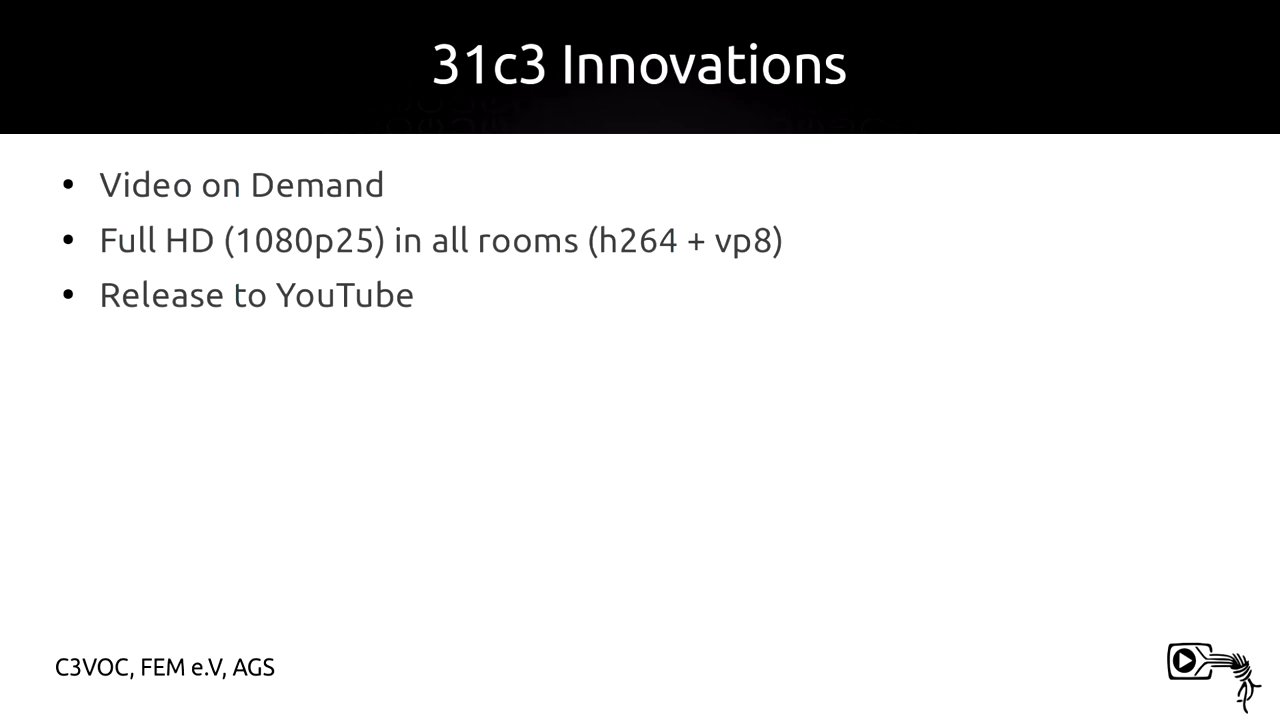 31c3 Innovations
• Video on Demand
• Full HD (1080p25) in all rooms (h264 + vp8)
• Release to YouTube
C3VOC, FEM e.V, AGS